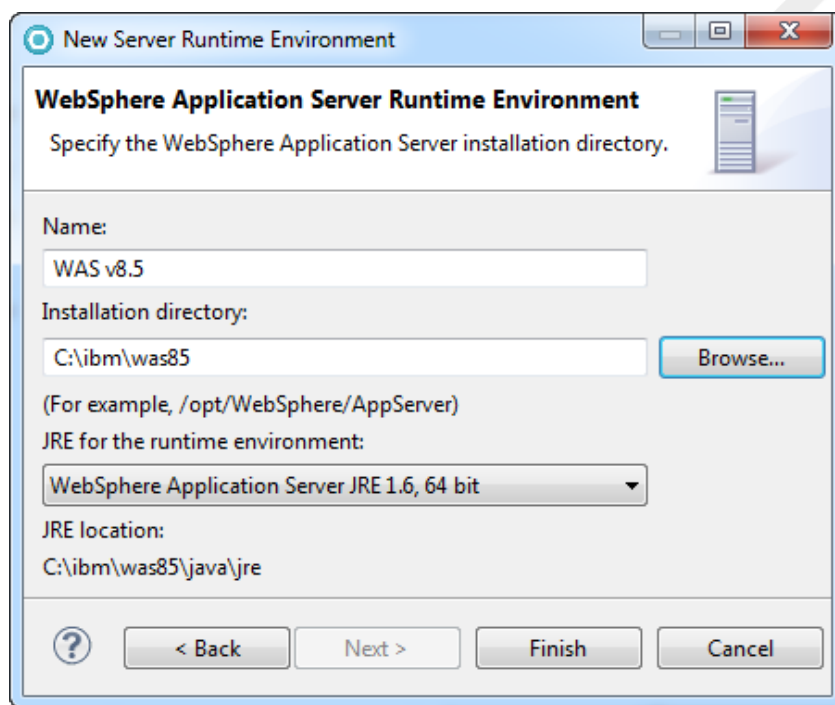 New Server Runtime Environment
WebSphere Application Server Runtime Environment
Specify the WebSphere Application Server installation directory.
Name:
WAS v8.5
Installation directory:
C:\ibm\was85
Browse...
(For example, /opt/WebSphere/AppServer)
JRE for the runtime environment:
WebSphere Application Server JRE 1.6, 64 bit
JRE location:
C:\ibm\was85\java\jre
?
< Back
Next >
Finish
Cancel